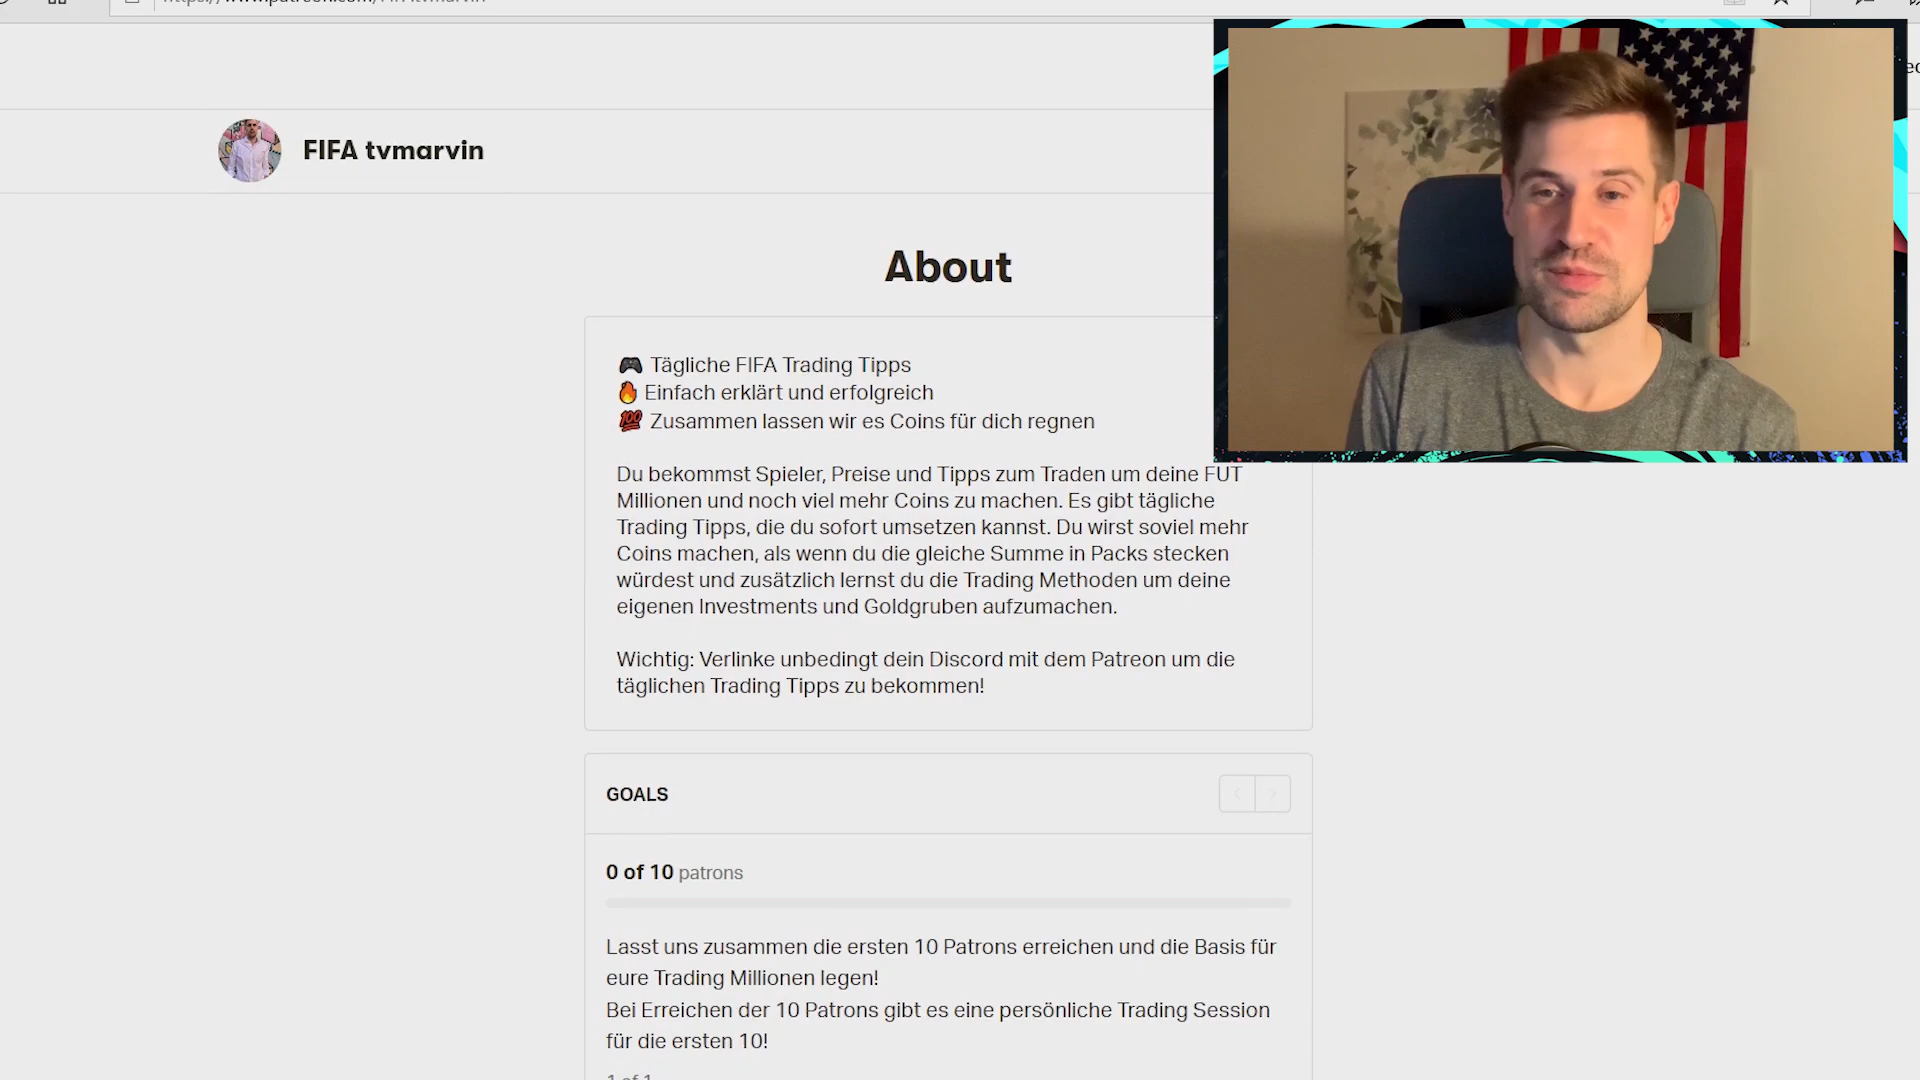 FIFA tvmarvin
About
🎮 Tägliche FIFA Trading Tipps
🔥 Einfach erklärt und erfolgreich
💯 Zusammen lassen wir es Coins für dich regnen
Du bekommst Spieler, Preise und Tipps zum Traden um deine FUT
Millionen und noch viel mehr Coins zu machen. Es gibt tägliche
Trading Tipps, die du sofort umsetzen kannst. Du wirst soviel mehr
Coins machen, als wenn du die gleiche Summe in Packs stecken
würdest und zusätzlich lernst du die Trading Methoden um deine
eigenen Investments und Goldgruben aufzumachen.
Wichtig: Verlinke unbedingt dein Discord mit dem Patreon um die
täglichen Trading Tipps zu bekommen!
GOALS
0 of 10 patrons
Lasst uns zusammen die ersten 10 Patrons erreichen und die Basis für
eure Trading Millionen legen!
Bei Erreichen der 10 Patrons gibt es eine persönliche Trading Session
für die ersten 10!
1 of 1